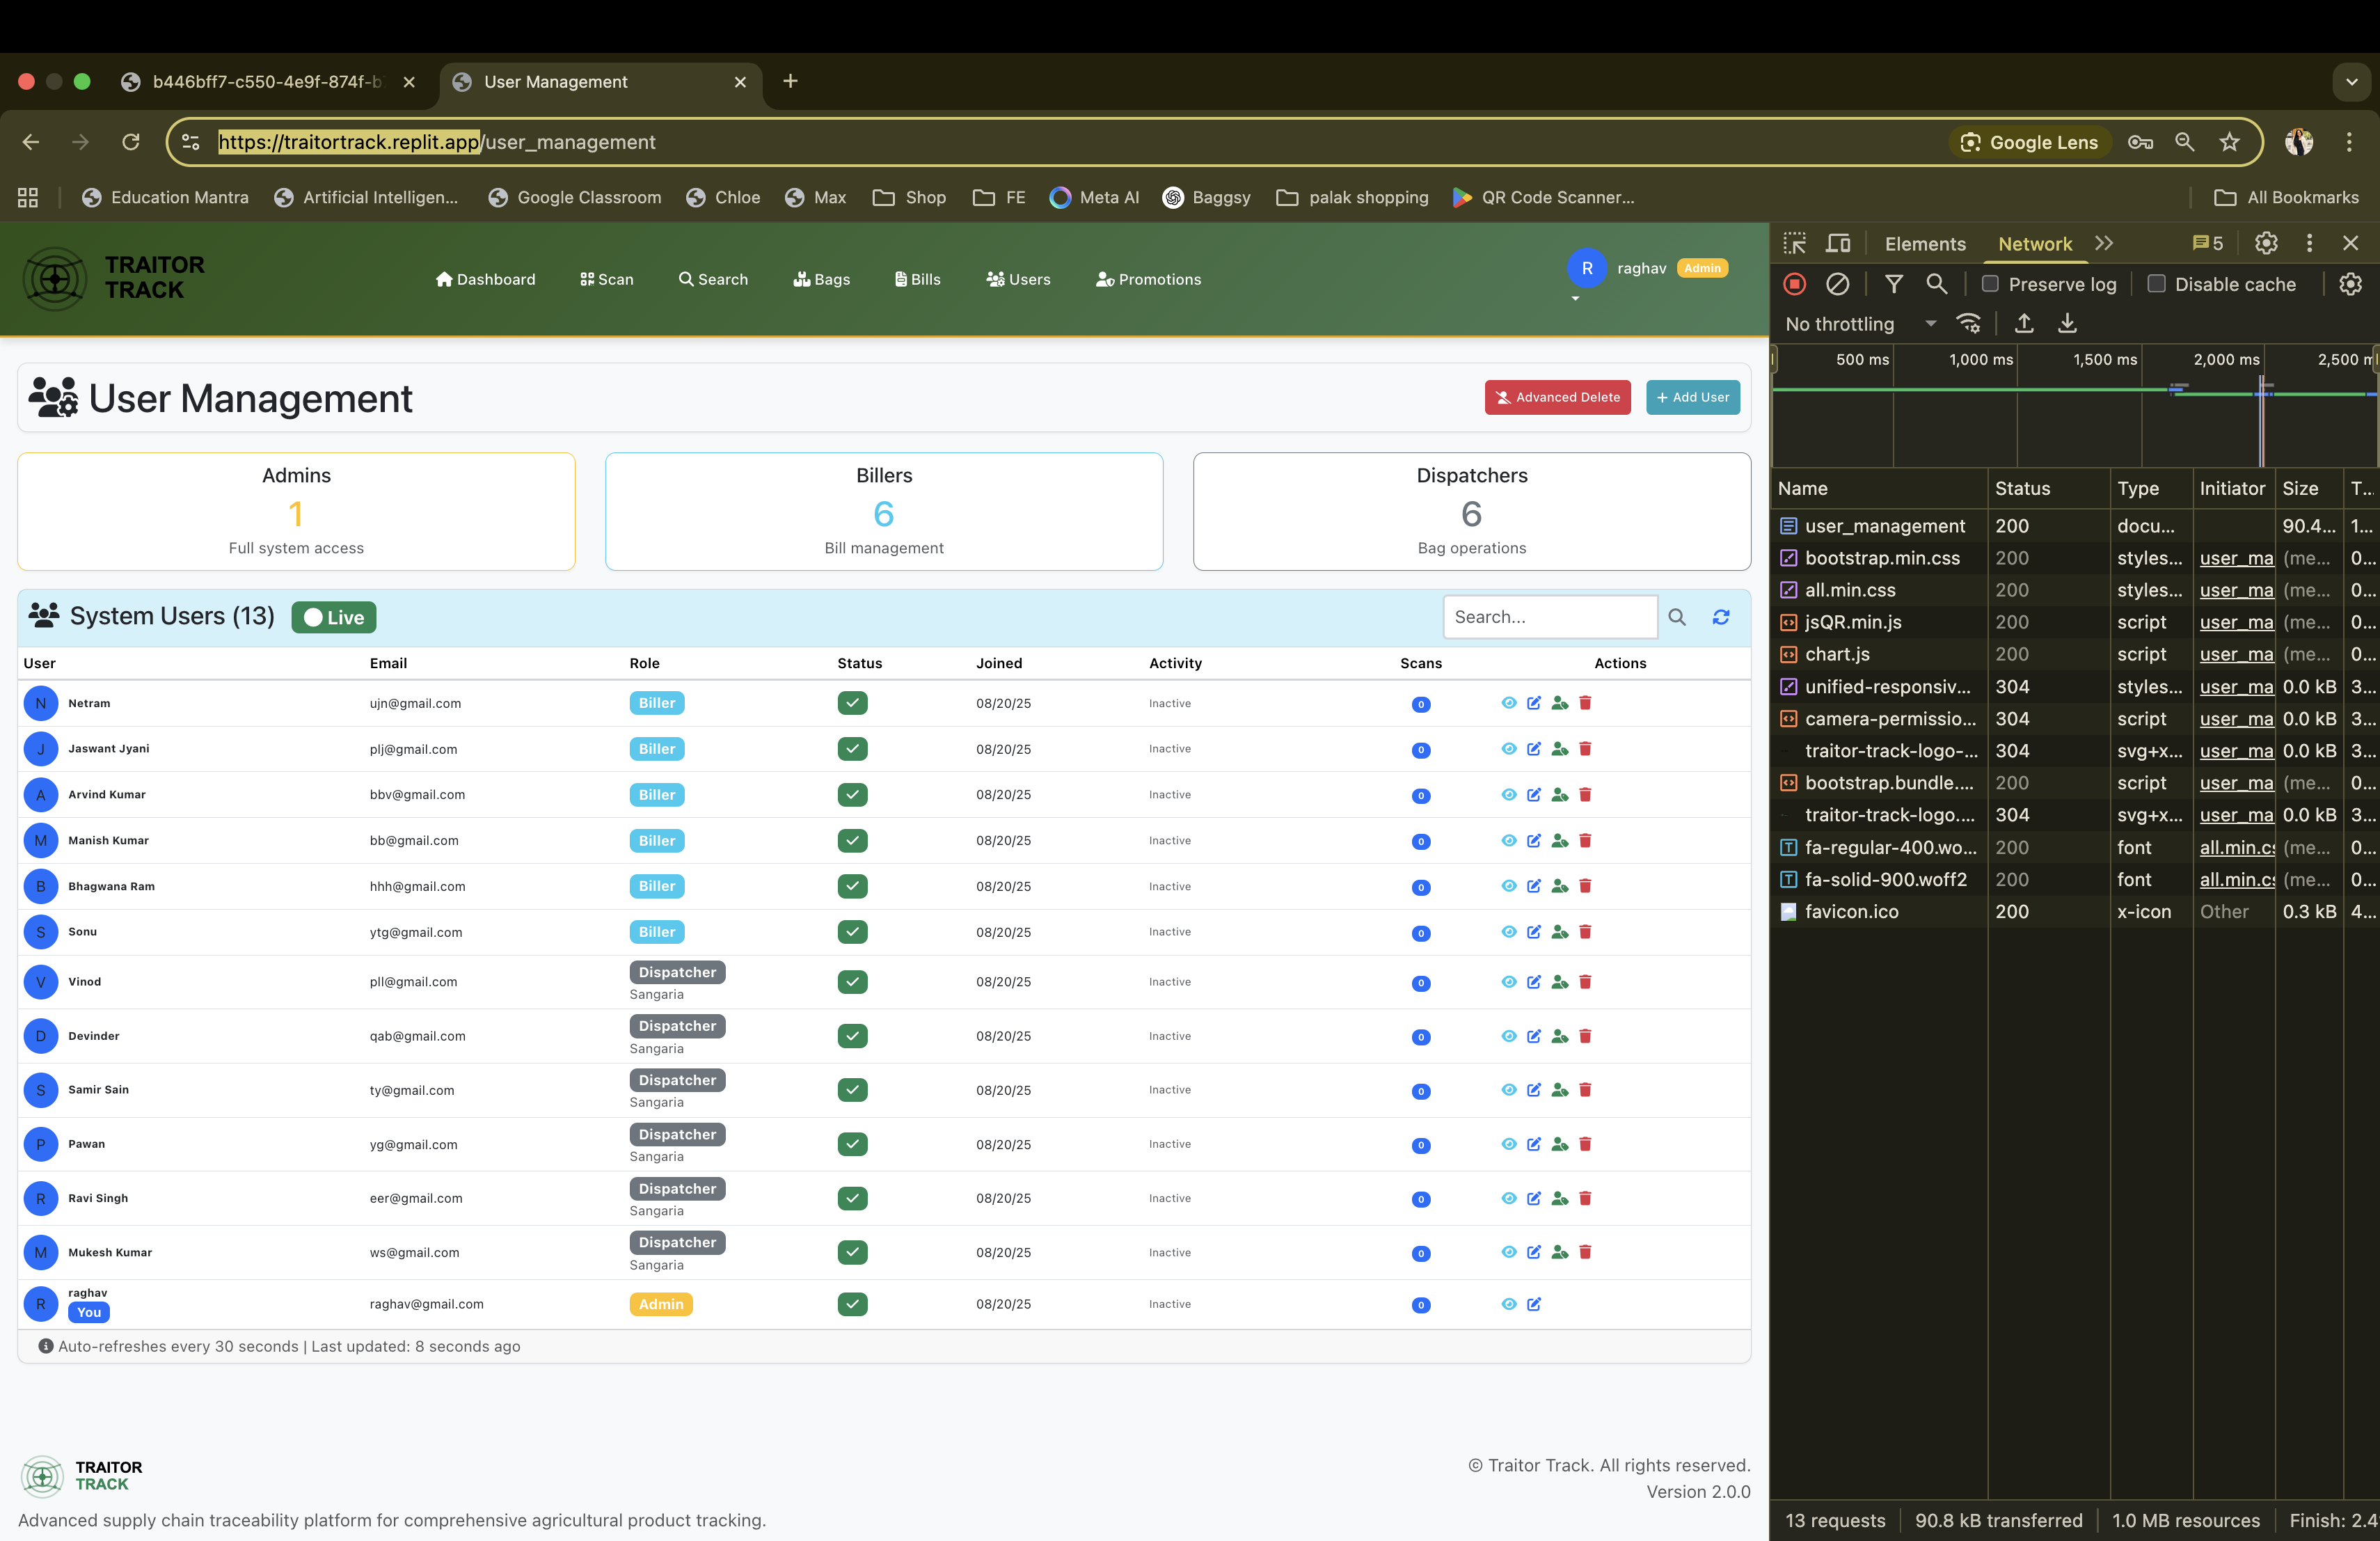 b446bff7-c550-4e9f-874f-b
User Management
https://traitortrack.replit.app/user_management
Google Lens
Education Mantra
Artificial Intelligen...
Google Classroom
Chloe
Max
Shop
FE
Meta AI
Baggsy
palak shopping
QR Code Scanner...
All Bookmarks
TRAITOR
TRACK
Dashboard
Scan
Search
Bags
Bills
Users
Promotions
R
raghav
Admin
User Management
Advanced Delete
+ Add User
Admins
1
Full system access
Billers
6
Bill management
Dispatchers
6
Bag operations
System Users (13)
Live
Search...
User Email Role Status Joined Activity Scans Actions
N Netram ujn@gmail.com Biller 08/20/25 Inactive 0
J Jaswant Jyani plj@gmail.com Biller 08/20/25 Inactive 0
A Arvind Kumar bbv@gmail.com Biller 08/20/25 Inactive 0
M Manish Kumar bb@gmail.com Biller 08/20/25 Inactive 0
B Bhagwana Ram hhh@gmail.com Biller 08/20/25 Inactive 0
S Sonu ytg@gmail.com Biller 08/20/25 Inactive 0
V Vinod pll@gmail.com Dispatcher 08/20/25 Inactive 0
Sangaria
D Devinder qab@gmail.com Dispatcher 08/20/25 Inactive 0
Sangaria
S Samir Sain ty@gmail.com Dispatcher 08/20/25 Inactive 0
Sangaria
P Pawan yg@gmail.com Dispatcher 08/20/25 Inactive 0
Sangaria
R Ravi Singh eer@gmail.com Dispatcher 08/20/25 Inactive 0
Sangaria
M Mukesh Kumar ws@gmail.com Dispatcher 08/20/25 Inactive 0
Sangaria
R raghav raghav@gmail.com Admin 08/20/25 Inactive 0
You
Auto-refreshes every 30 seconds | Last updated: 8 seconds ago
TRAITOR
TRACK
© Traitor Track. All rights reserved.
Version 2.0.0
Advanced supply chain traceability platform for comprehensive agricultural product tracking.
Elements
Network
5
Preserve log
Disable cache
No throttling
500 ms 1,000 ms 1,500 ms 2,000 ms 2,500 m
Name Status Type Initiator Size T...
user_management 200 docu... 90.4... 1...
bootstrap.min.css 200 styles... user_ma (me... 0...
all.min.css 200 styles... user_ma (me... 0...
jsQR.min.js 200 script user_ma (me... 0...
chart.js 200 script user_ma (me... 0...
unified-responsiv... 304 styles... user_ma 0.0 kB 3...
camera-permissio... 304 script user_ma 0.0 kB 3...
traitor-track-logo-... 304 svg+x... user_ma 0.0 kB 3...
bootstrap.bundle.... 200 script user_ma (me... 0...
traitor-track-logo.... 304 svg+x... user_ma 0.0 kB 3...
fa-regular-400.wo... 200 font all.min.cs (me... 0...
fa-solid-900.woff2 200 font all.min.cs (me... 0...
favicon.ico 200 x-icon Other 0.3 kB 4...
13 requests 90.8 kB transferred 1.0 MB resources Finish: 2.4